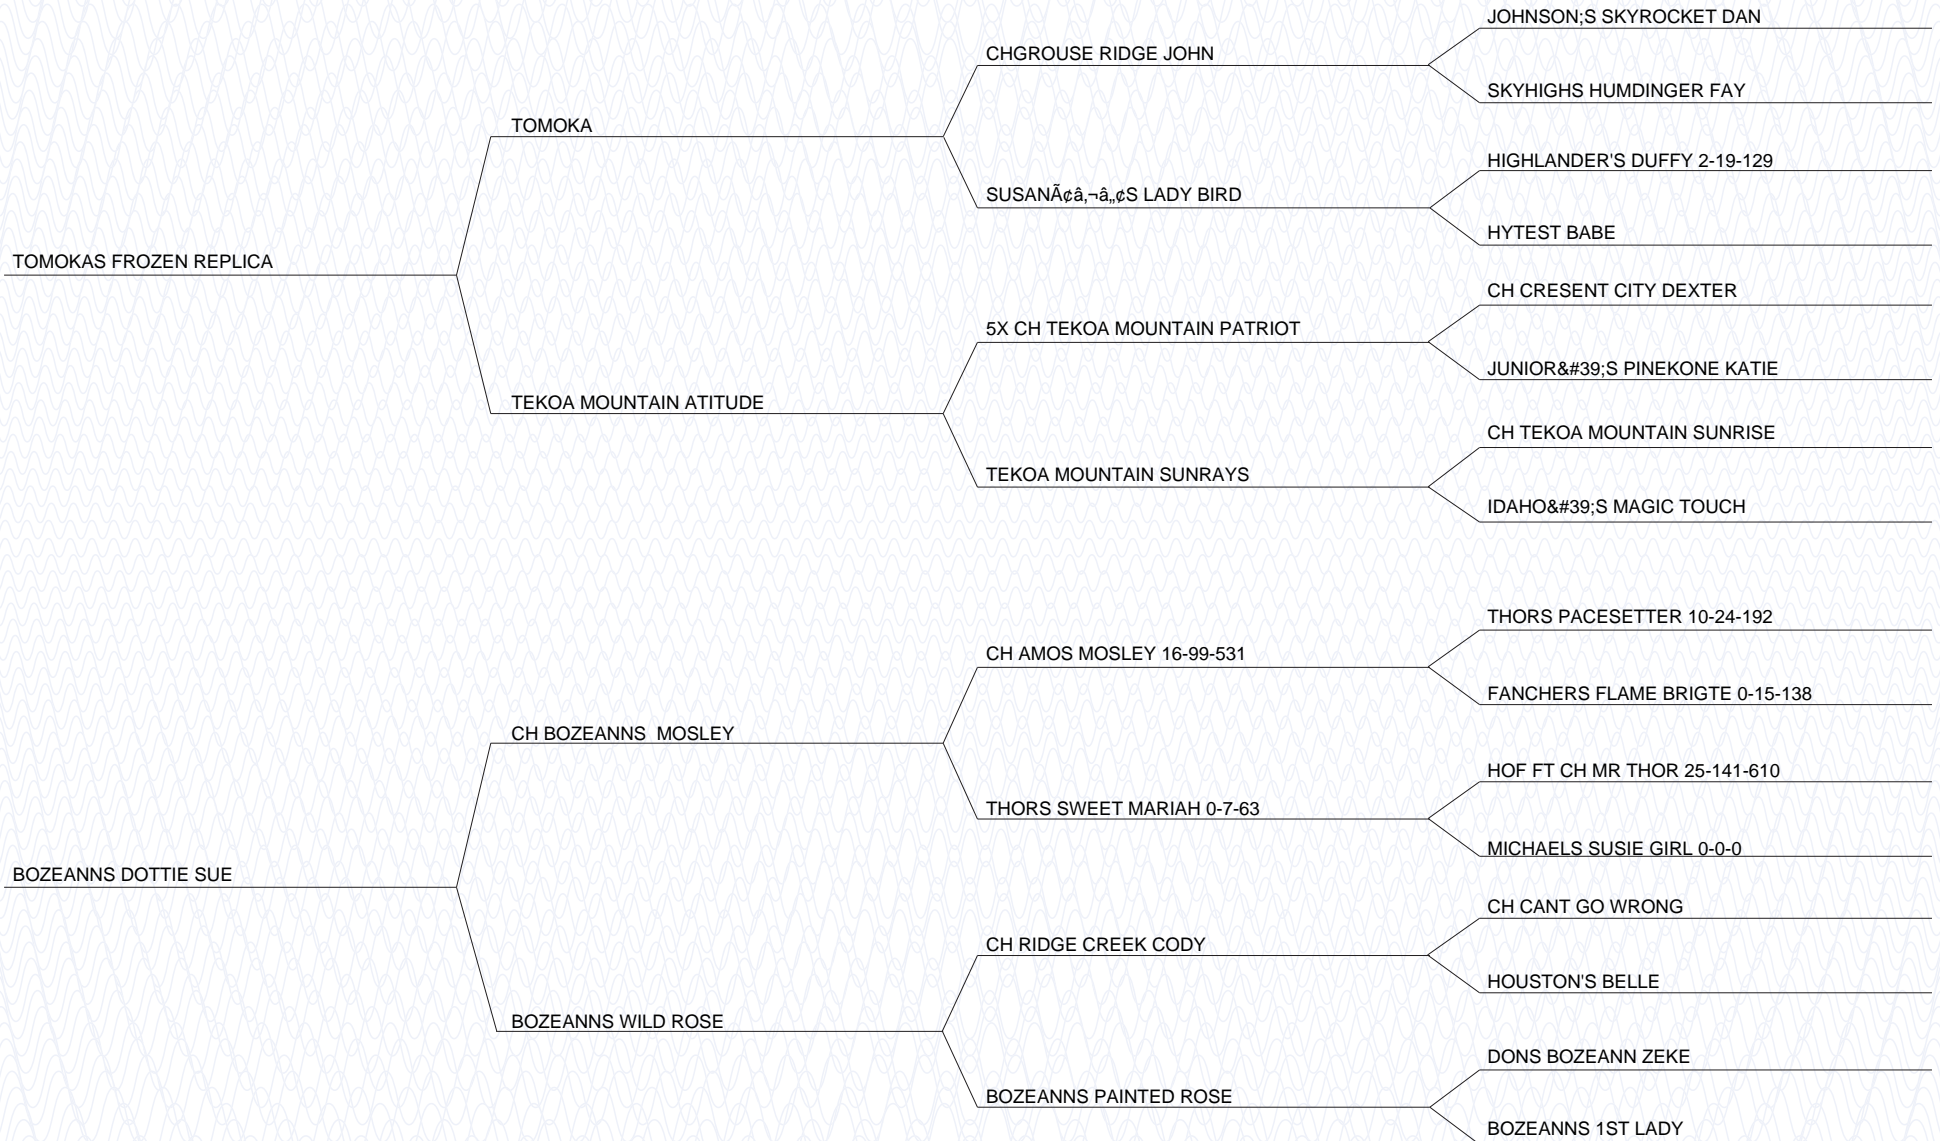 JOHNSON;S SKYROCKET DAN
CHGROUSE RIDGE JOHN
SKYHIGHS HUMDINGER FAY
TOMOKA
HIGHLANDER'S DUFFY 2-19-129
SUSANÃ¢â‚¬â„¢S LADY BIRD
HYTEST BABE
TOMOKAS FROZEN REPLICA
CH CRESENT CITY DEXTER
5X CH TEKOA MOUNTAIN PATRIOT
JUNIOR&#39;S PINEKONE KATIE
TEKOA MOUNTAIN ATITUDE
CH TEKOA MOUNTAIN SUNRISE
TEKOA MOUNTAIN SUNRAYS
IDAHO&#39;S MAGIC TOUCH
THORS PACESETTER 10-24-192
CH AMOS MOSLEY 16-99-531
FANCHERS FLAME BRIGTE 0-15-138
CH BOZEANNS  MOSLEY
HOF FT CH MR THOR 25-141-610
THORS SWEET MARIAH 0-7-63
MICHAELS SUSIE GIRL 0-0-0
BOZEANNS DOTTIE SUE
CH CANT GO WRONG
CH RIDGE CREEK CODY
HOUSTON'S BELLE
BOZEANNS WILD ROSE
DONS BOZEANN ZEKE
BOZEANNS PAINTED ROSE
BOZEANNS 1ST LADY